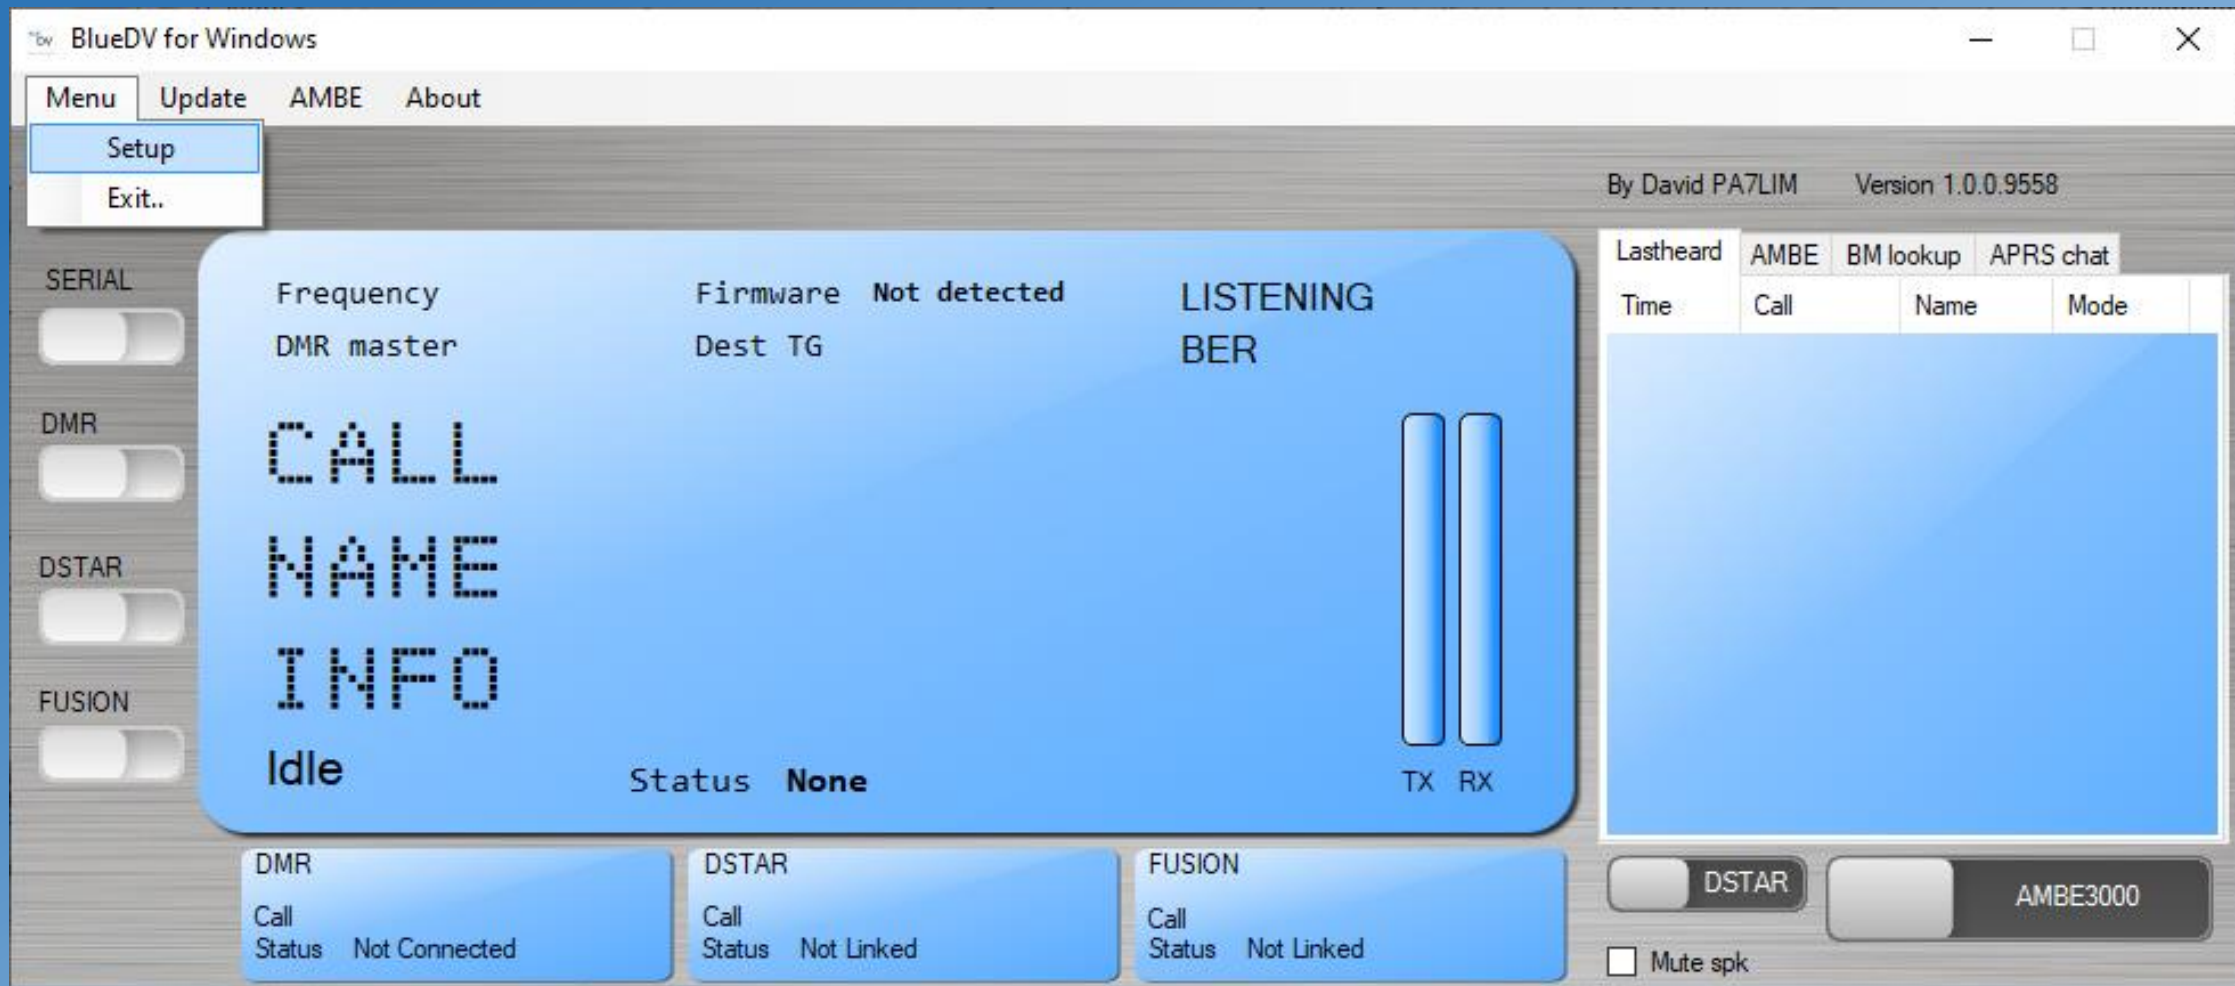 BlueDV for Windows
Menu Update AMBE About
Setup
Exit..
By David PA7LIM Version 1.0.0.9558
SERIAL
DMR
DSTAR
FUSION
Frequency Firmware Not detected LISTENING
DMR master Dest TG BER
CALL
NAME
INFO
Idle Status None TX RX
Lastheard AMBE BM lookup APRS chat
Time Call Name Mode
DMR
Call
Status Not Connected
DSTAR
Call
Status Not Linked
FUSION
Call
Status Not Linked
DSTAR AMBE3000
Mute spk